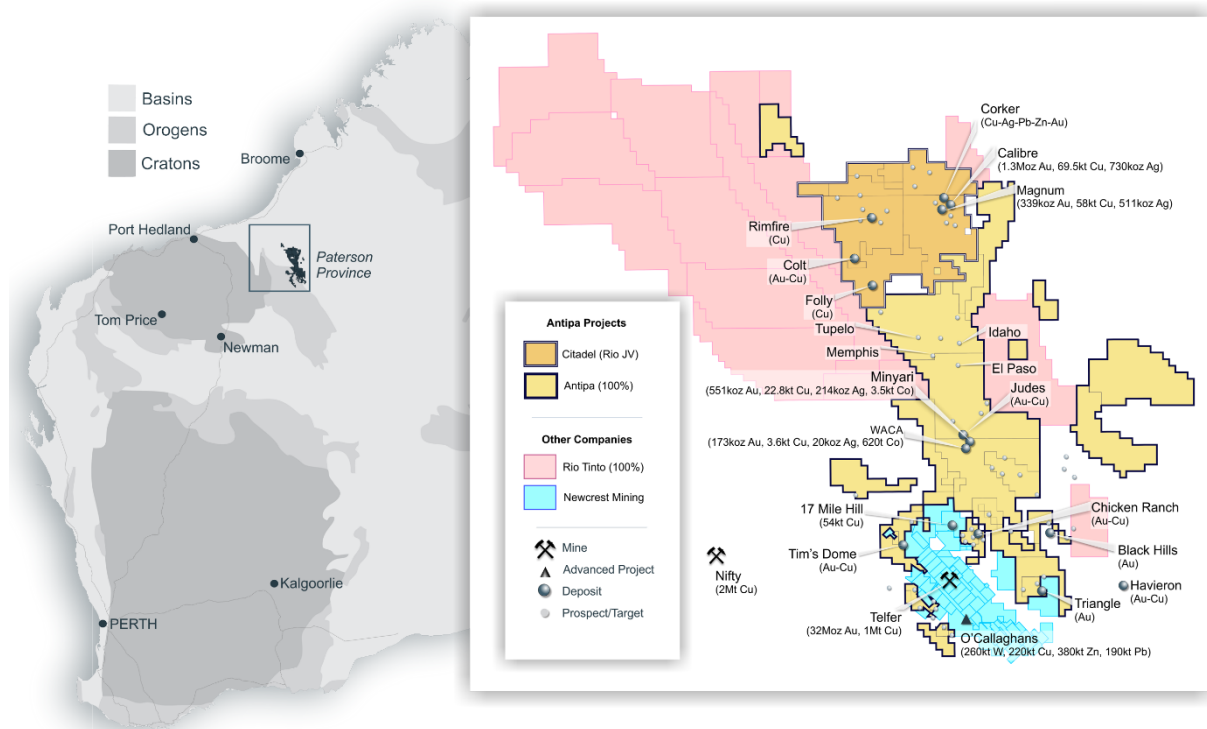 Basins
Orogens
Cratons
Broome
Port Hedland
Paterson
Province
Tom Price
Newman
Kalgoorlie
PERTH
Corker
(Cu-Ag-Pb-Zn-Au)
Calibre
(1.3Moz Au, 69.5kt Cu, 730koz Ag)
Magnum
(339koz Au, 58kt Cu, 511koz Ag)
Rimfire
(Cu)
Colt
(Au-Cu)
Folly
(Cu)
Tupelo
Idaho
Memphis
El Paso
Minyari
(551koz Au, 22.8kt Cu, 214koz Ag, 3.5kt Co)
Judes
(Au-Cu)
WACA
(173koz Au, 3.6kt Cu, 20koz Ag, 620t Co)
17 Mile Hill
(54kt Cu)
Chicken Ranch
(Au-Cu)
Tim's Dome
(Au-Cu)
Black Hills
(Au)
Nifty
(2Mt Cu)
Havieron
(Au-Cu)
Telfer
(32Moz Au, 1Mt Cu)
Triangle
(Au)
O'Callaghans
(260kt W, 220kt Cu, 380kt Zn, 190kt Pb)
Antipa Projects
Citadel (Rio JV)
Antipa (100%)
Other Companies
Rio Tinto (100%)
Newcrest Mining
Mine
Advanced Project
Deposit
Prospect/Target